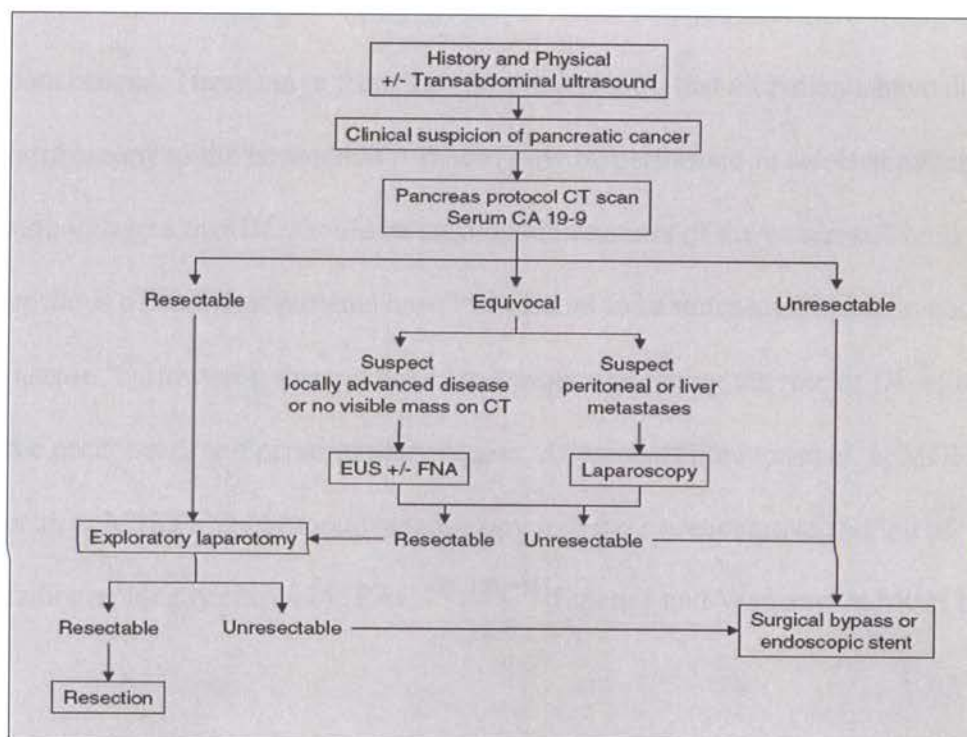 History and Physical
+/- Transabdominal ultrasound
Clinical suspicion of pancreatic cancer
Pancreas protocol CT scan
Serum CA 19-9
Resectable
Equivocal
Unresectable
Suspect
locally advanced disease
or no visible mass on CT
Suspect
peritoneal or liver
metastases
EUS +/- FNA
Laparoscopy
Exploratory laparotomy
Resectable
Unresectable
Resectable
Unresectable
Surgical bypass or
endoscopic stent
Resection